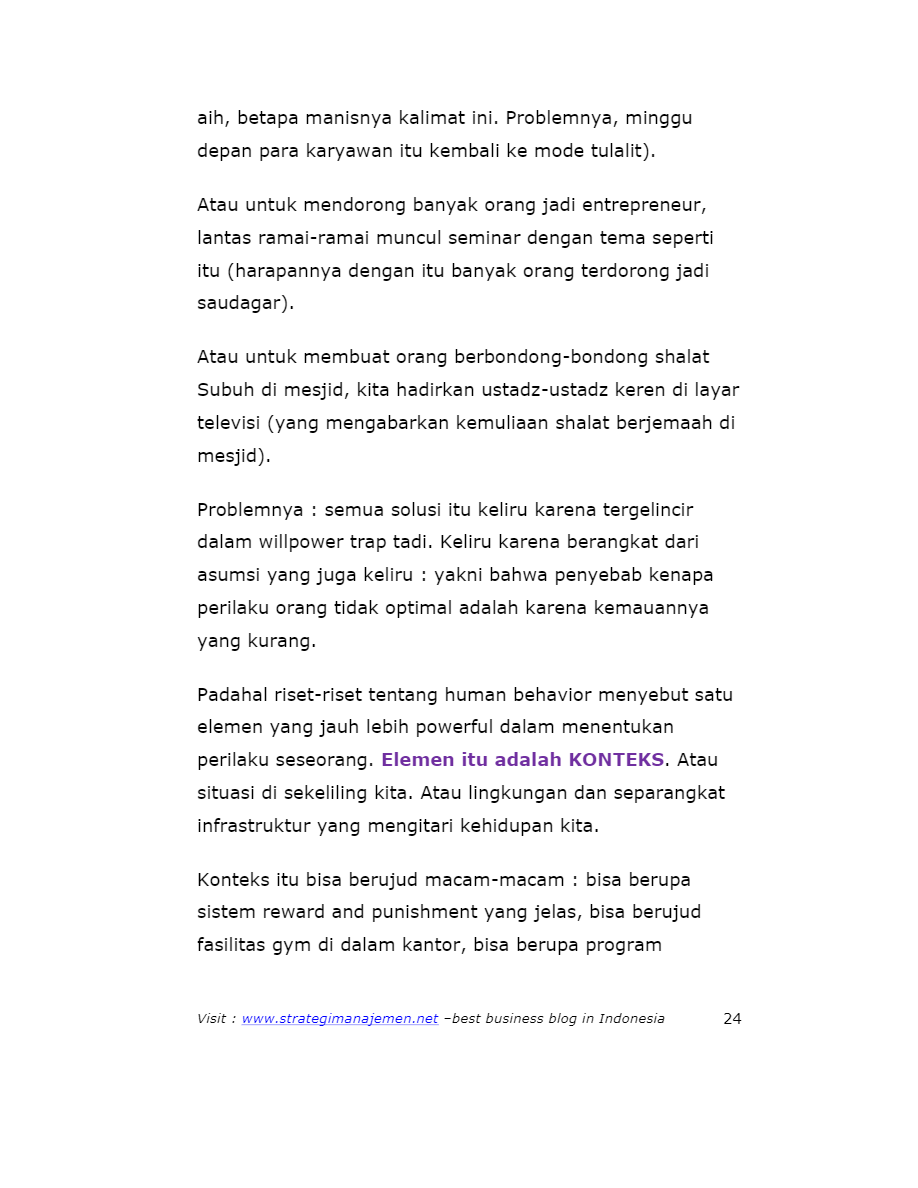 aih, betapa manisnya kalimat ini. Problemnya, minggu
depan para karyawan itu kembali ke mode tulalit).
Atau untuk mendorong banyak orang jadi entrepreneur,
lantas ramai-ramai muncul seminar dengan tema seperti
itu (harapannya dengan itu banyak orang terdorong jadi
saudagar).
Atau untuk membuat orang berbondong-bondong shalat
Subuh di mesjid, kita hadirkan ustadz-ustadz keren di layar
televisi (yang mengabarkan kemuliaan shalat berjemaah di
mesjid).
Problemnya : semua solusi itu keliru karena tergelincir
dalam willpower trap tadi. Keliru karena berangkat dari
asumsi yang juga keliru : yakni bahwa penyebab kenapa
perilaku orang tidak optimal adalah karena kemauannya
yang kurang.
Padahal riset-riset tentang human behavior menyebut satu
elemen yang jauh lebih powerful dalam menentukan
perilaku seseorang. Elemen itu adalah KONTEKS. Atau
situasi di sekeliling kita. Atau lingkungan dan separangkat
infrastruktur yang mengitari kehidupan kita.
Konteks itu bisa berujud macam-macam : bisa berupa
sistem reward and punishment yang jelas, bisa berujud
fasilitas gym di dalam kantor, bisa berupa program
Visit : www.strategimanajemen.net –best business blog in Indonesia 24